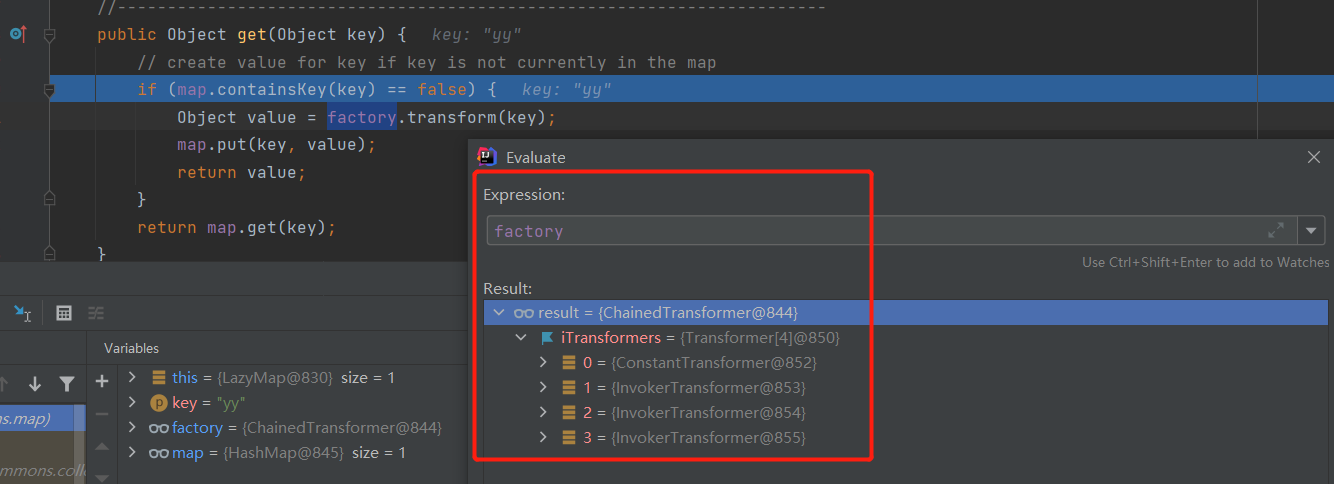 //-----------------------------------------------------------------------
public Object get(Object key) { key: "yy"
// create value for key if key is not currently in the map
if (map.containsKey(key) == false) { key: "yy"
Object value = factory.transform(key);
map.put(key, value);
return value;
}
return map.get(key);
}
Evaluate
Expression:
factory
Use Ctrl+Shift+Enter to add to Watches
Result:
result = {ChainedTransformer@844}
iTransformers = {Transformer[4]@850}
0 = {ConstantTransformer@852}
1 = {InvokerTransformer@853}
2 = {InvokerTransformer@854}
3 = {InvokerTransformer@855}
Variables
this = {LazyMap@830} size = 1
key = "yy"
factory = {ChainedTransformer@844}
map = {HashMap@845} size = 1
s.map)
mmons.colle